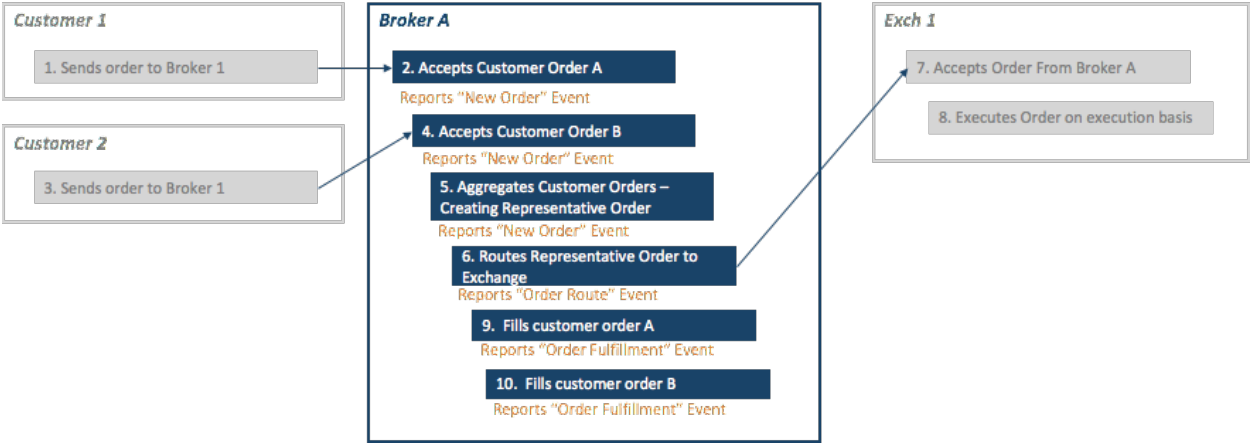 Customer 1
1. Sends order to Broker 1
Customer 2
3. Sends order to Broker 1
Broker A
2. Accepts Customer Order A
Reports "New Order" Event
4. Accepts Customer Order B
Reports "New Order" Event
5. Aggregates Customer Orders –
Creating Representative Order
Reports "New Order" Event
6. Routes Representative Order to
Exchange
Reports "Order Route" Event
9. Fills customer order A
Reports "Order Fulfillment" Event
10. Fills customer order B
Reports "Order Fulfillment" Event
Exch 1
7. Accepts Order From Broker A
8. Executes Order on execution basis